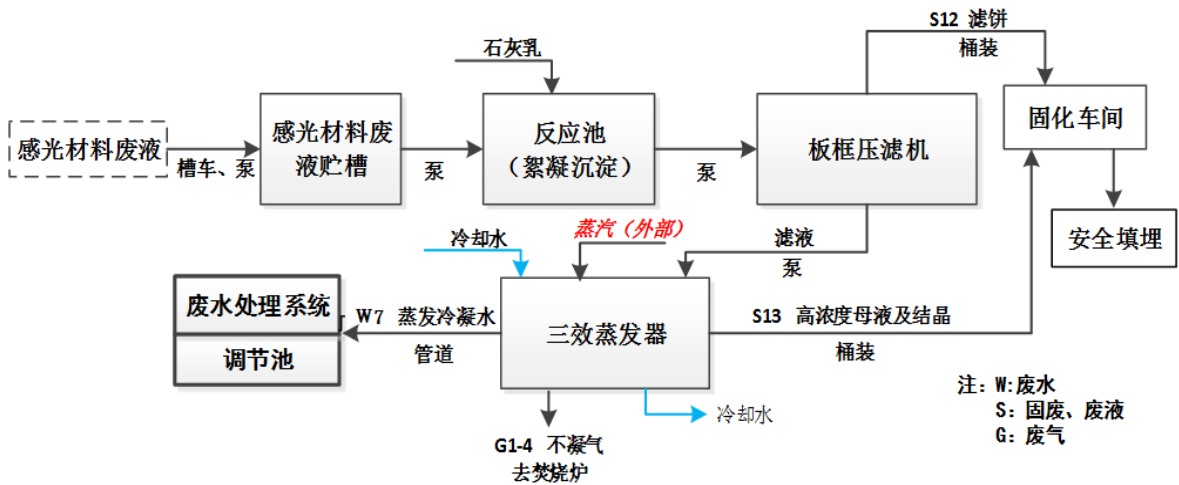 S12 滤饼
桶装
石灰乳
感光材料废液
槽车、泵
感光材料废
液贮槽
泵
反应池
（絮凝沉淀）
泵
板框压滤机
固化车间
安全填埋
冷却水
蒸汽（外部）
滤液
泵
废水处理系统
调节池
W7 蒸发冷凝水
管道
三效蒸发器
S13 高浓度母液及结晶
桶装
冷却水
G1-4 不凝气
去焚烧炉
注：W:废水
S：固废、废液
G：废气